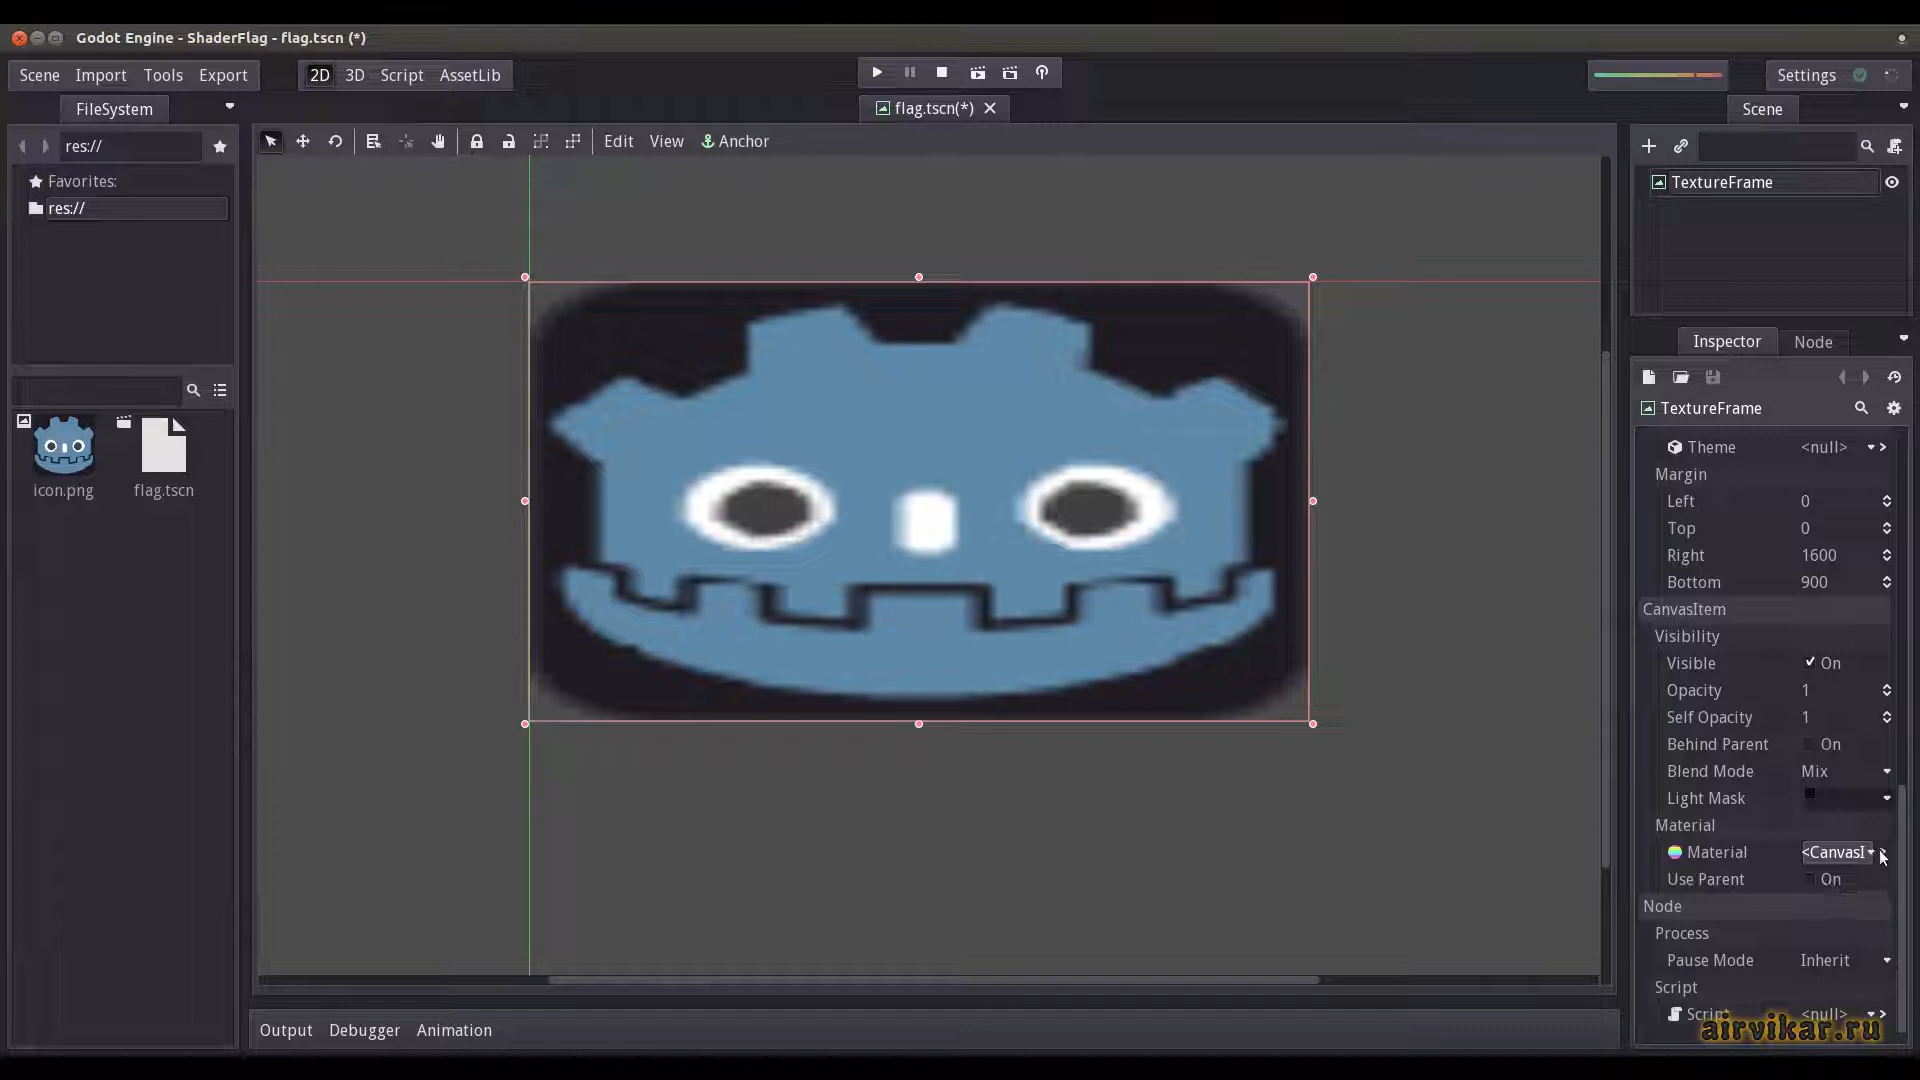 Godot Engine - ShaderFlag - flag.tscn (*)
Scene Import Tools Export 2D 3D Script AssetLib Settings
FileSystem flag.tscn(*) Scene
res:// Edit View Anchor
Favorites: TextureFrame
res://
Inspector Node
TextureFrame
icon.png flag.tscn
Theme <null>
Margin
Left 0
Top 0
Right 1600
Bottom 900
CanvasItem
Visibility
Visible On
Opacity 1
Self Opacity 1
Behind Parent On
Blend Mode Mix
Light Mask
Material
Material <CanvasI
Use Parent On
Node
Process
Pause Mode Inherit
Script
Script <null>
airvikar.ru
Output Debugger Animation